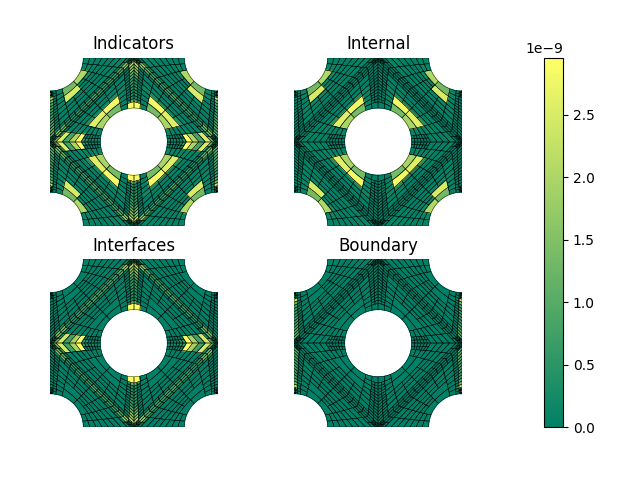 Indicators
Internal
Interfaces
Boundary
1e−9
2.5
2.0
1.5
1.0
0.5
0.0